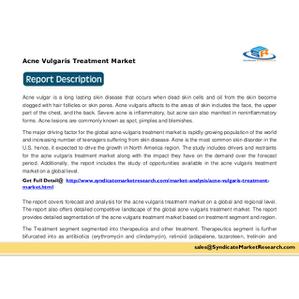 Acne Vulgaris Treatment Market
Report Description
Acne vulgar is a long lasting skin disease that occurs when dead skin cells and oil from the skin become
clogged with hair follicles or skin pores. Acne vulgaris affects to the areas of skin includes the face, the upper
part of the chest, and the back. Severe acne is inflammatory, but acne can also manifest in noninflammatory
forms. Acne lesions are commonly known as spot, pimples and blemishes.
The major driving factor for the global acne vulgaris treatment market is rapidly growing population of the world
and increasing number of teenagers suffering from skin disease. Acne is the most common skin disorder in the
U.S. hence, it expected to drive the growth in North America region. The study includes drivers and restraints
for the acne vulgaris treatment market along with the impact they have on the demand over the forecast
period. Additionally, the report includes the study of opportunities available in the acne vulgaris treatment
market on a global level.
Get Full Detail@ http://www.syndicatemarketresearch.com/market-analysis/acne-vulgaris-treatment-
market.html
The report covers forecast and analysis for the acne vulgaris treatment market on a global and regional level.
The report also offers detailed competitive landscape of the global acne vulgaris treatment market. The report
provides detailed segmentation of the acne vulgaris treatment market based on treatment and region.
The Treatment segment segmented into therapeutics and other treatment. Therapeutics segment is further
bifurcated into as antibiotics (erythromycin and clindamycin), retinoid (adapalene, tazarotene, tretinoin and
sales@SyndicateMarketResearch.com